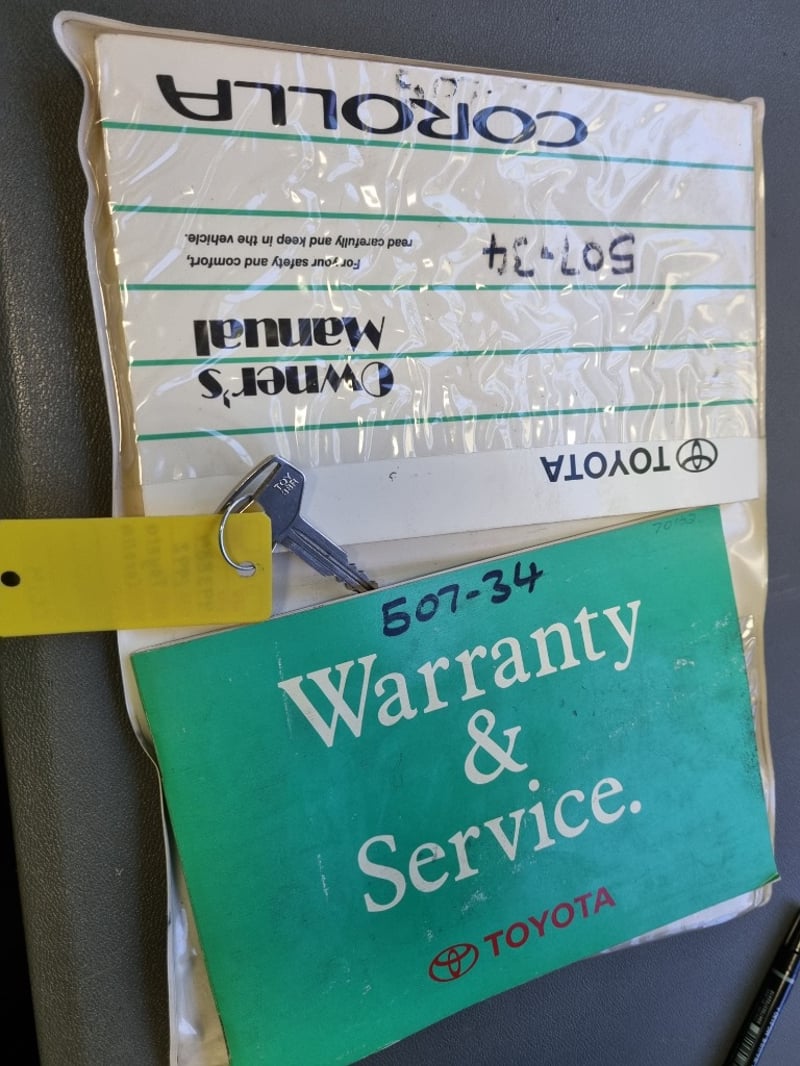 COROLLA
507-34
For your safety and comfort,
read carefully and keep in the vehicle.
Owner's
Manual
TOYOTA
TOY
507-34
Warranty
&
Service.
TOYOTA